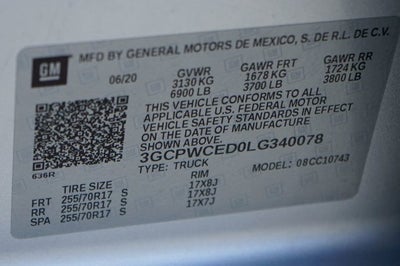 GM
MFD BY GENERAL MOTORS DE MEXICO, S. DE R.L. DE C.V.
06/20 GVWR GAWR FRT GAWR RR
3130 KG 1678 KG 1724 KG
6900 LB 3700 LB 3800 LB
THIS VEHICLE CONFORMS TO ALL
APPLICABLE U.S. FEDERAL MOTOR
VEHICLE SAFETY STANDARDS IN EFFECT
ON THE DATE OF MANUFACTURE
SHOWN ABOVE.
3GCPWCED0LG340078
636R TYPE: TRUCK MODEL: 08CC10743
TIRE SIZE RIM
FRT 255/70R17 S 17X8J
RR 255/70R17 S 17X8J
SPA 255/70R17 S 17X7J